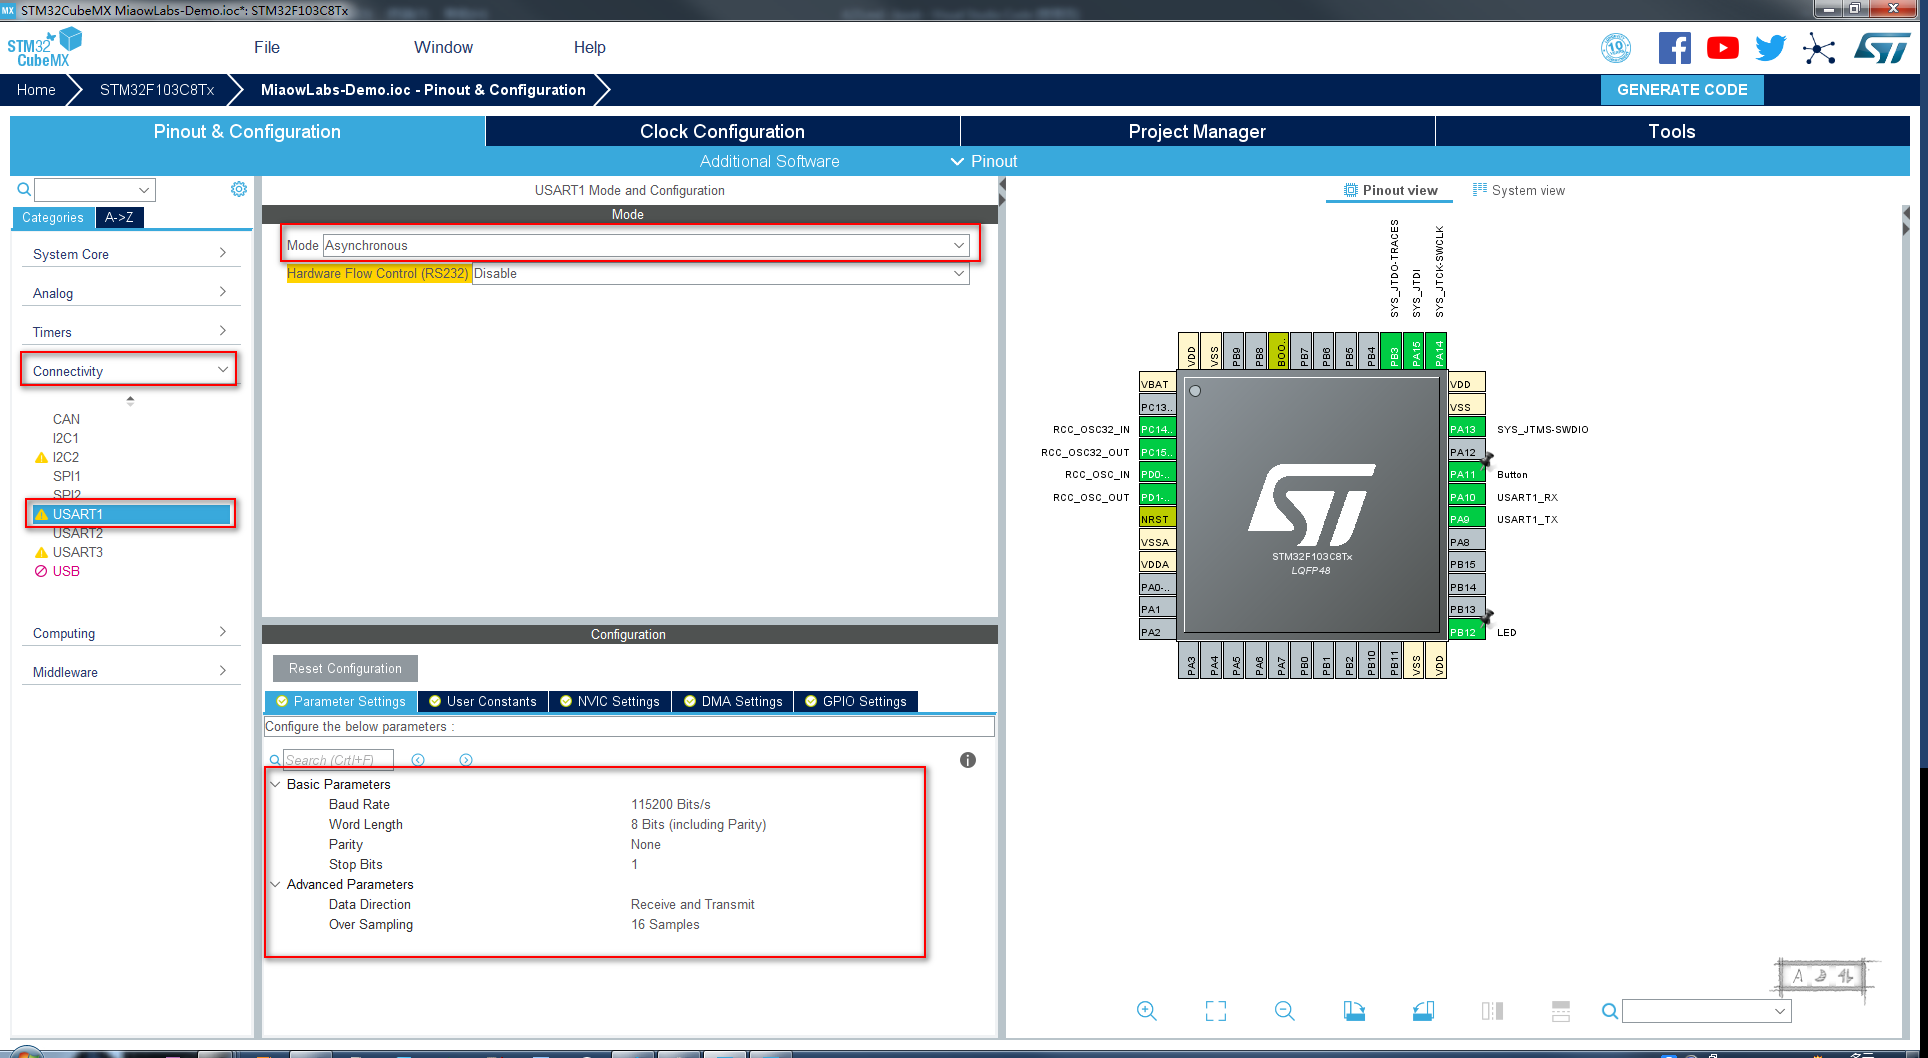 STM32CubeMX MiaowLabs-Demo.ioc*: STM32F103C8Tx
STM32 CubeMX
File Window Help
10
Home STM32F103C8Tx MiaowLabs-Demo.ioc - Pinout & Configuration GENERATE CODE
Pinout & Configuration Clock Configuration Project Manager Tools
Additional Software Pinout
Categories A->Z
System Core
Analog
Timers
Connectivity
CAN
I2C1
I2C2
SPI1
SPI2
USART1
USART2
USART3
USB
Computing
Middleware
USART1 Mode and Configuration
Mode
Mode Asynchronous
Hardware Flow Control (RS232) Disable
Configuration
Reset Configuration
Parameter Settings User Constants NVIC Settings DMA Settings GPIO Settings
Configure the below parameters :
Search (Crtl+F)
Basic Parameters
Baud Rate 115200 Bits/s
Word Length 8 Bits (including Parity)
Parity None
Stop Bits 1
Advanced Parameters
Data Direction Receive and Transmit
Over Sampling 16 Samples
Pinout view System view
SYS_JTDO-TRACES SYS_JTDI SYS_JTCK-SWCLK
VDD VSS PB9 PB8 BOO.. PB7 PB6 PB5 PB4 PB3 PA15 PA14
VBAT VDD
PC13.. VSS
RCC_OSC32_IN PC14.. PA13 SYS_JTMS-SWDIO
RCC_OSC32_OUT PC15.. PA12
RCC_OSC_IN PD0-.. PA11 Button
RCC_OSC_OUT PD1-.. PA10 USART1_RX
NRST PA9 USART1_TX
VSSA PA8
VDDA PB15
PA0-.. PB14
PA1 PB13
PA2 PB12 LED
ST
STM32F103C8Tx
LQFP48
PA3 PA4 PA5 PA6 PA7 PB0 PB1 PB2 PB10 PB11 VSS VDD